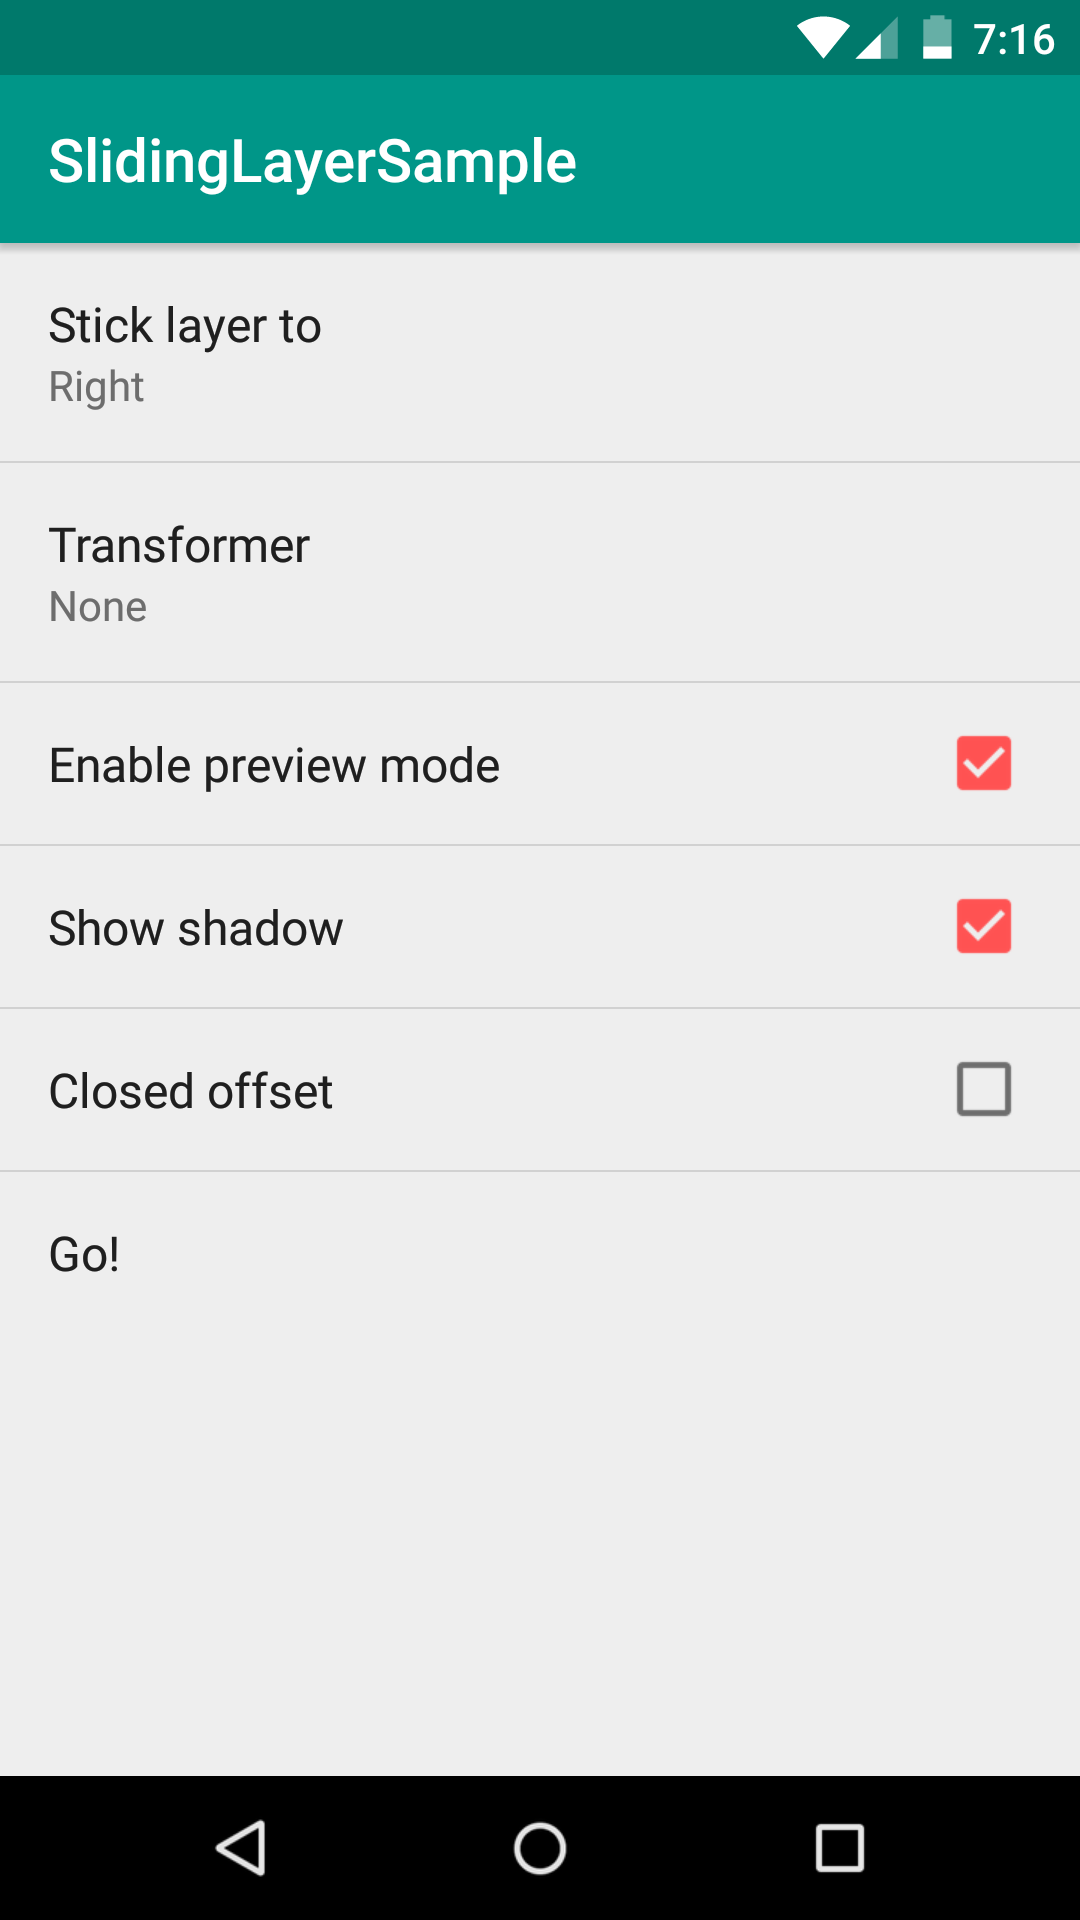 7:16
SlidingLayerSample
Stick layer to
Right
Transformer
None
Enable preview mode
Show shadow
Closed offset
Go!